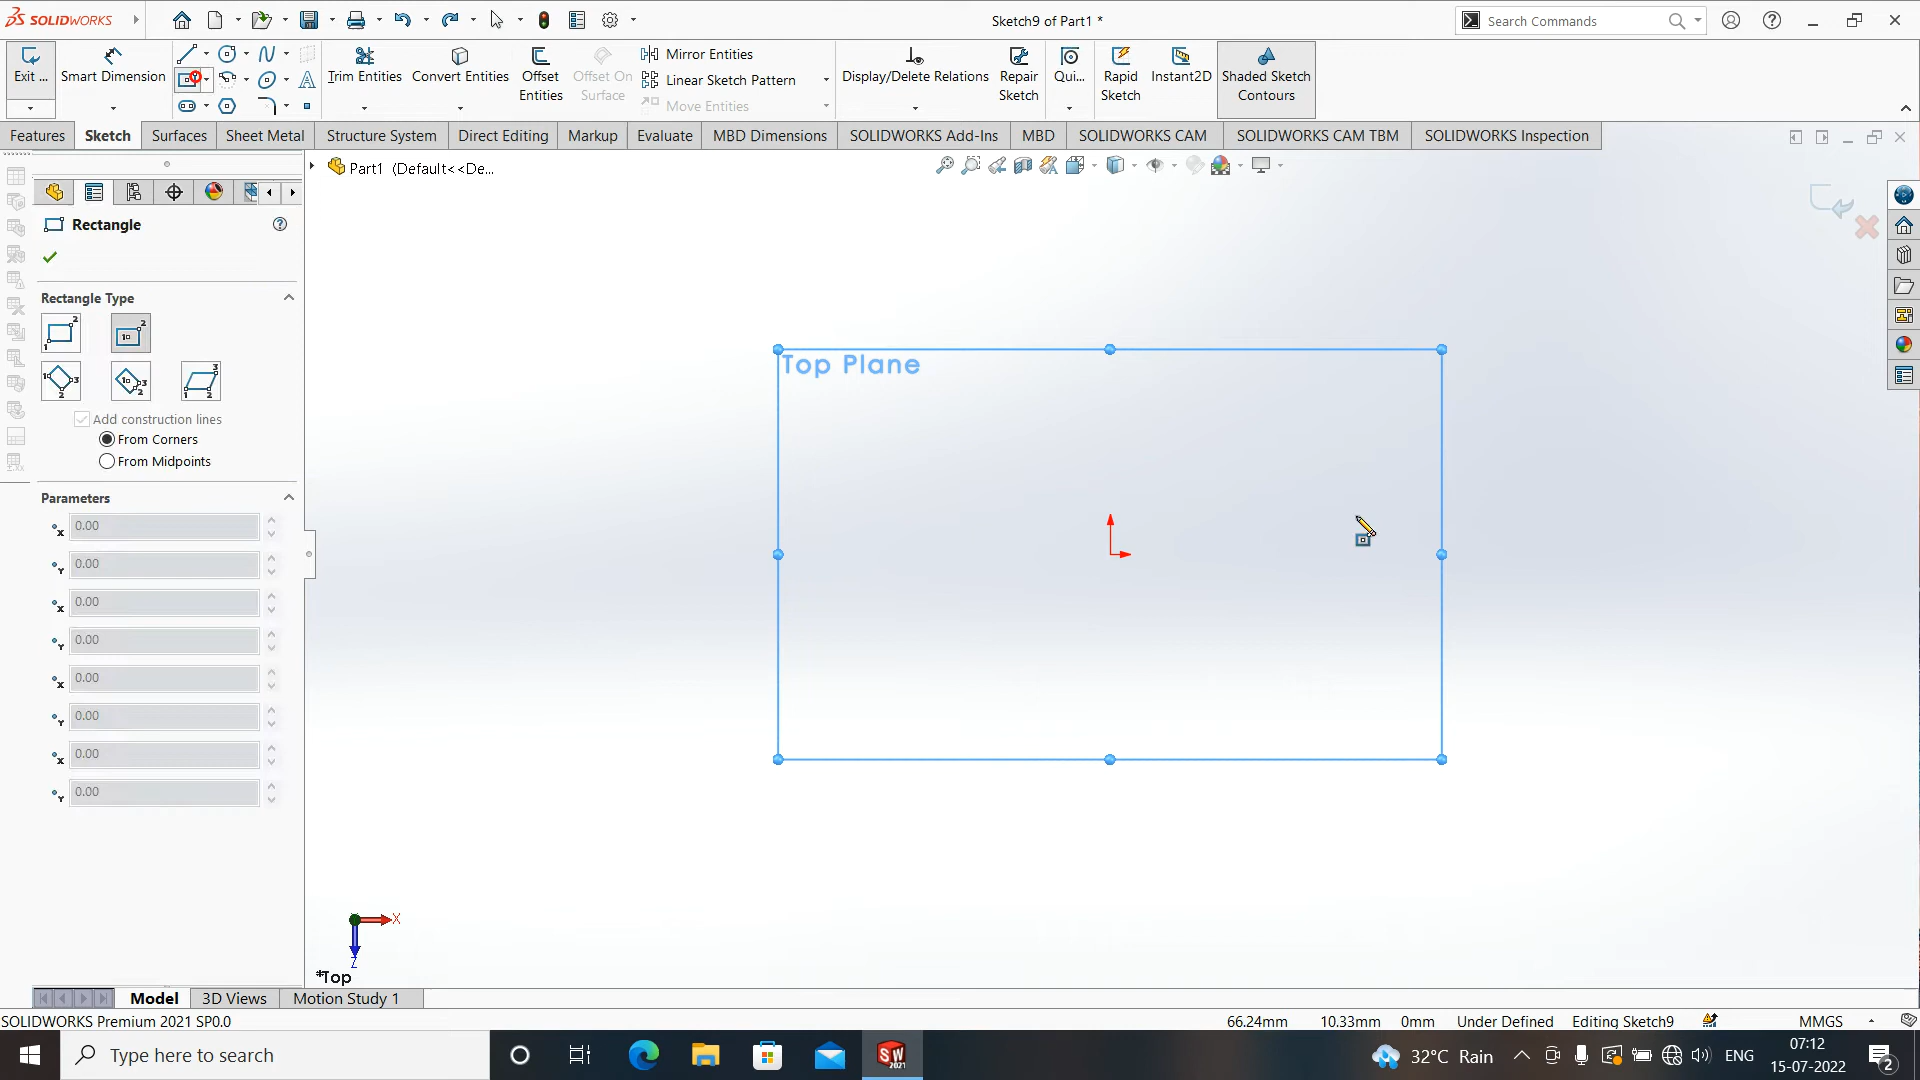 SOLIDWORKS
Sketch9 of Part1 *
Search Commands
Exit ...
Smart Dimension
Trim Entities
Convert Entities
Offset Entities
Offset On Surface
Mirror Entities
Linear Sketch Pattern
Move Entities
Display/Delete Relations
Repair Sketch
Qui...
Rapid Sketch
Instant2D
Shaded Sketch Contours
Features
Sketch
Surfaces
Sheet Metal
Structure System
Direct Editing
Markup
Evaluate
MBD Dimensions
SOLIDWORKS Add-Ins
MBD
SOLIDWORKS CAM
SOLIDWORKS CAM TBM
SOLIDWORKS Inspection
Part1 (Default<<De...
Rectangle
Rectangle Type
Add construction lines
From Corners
From Midpoints
Parameters
0.00
0.00
0.00
0.00
0.00
0.00
0.00
0.00
Top Plane
X
Z
*Top
Model
3D Views
Motion Study 1
SOLIDWORKS Premium 2021 SP0.0
66.24mm
10.33mm
0mm
Under Defined
Editing Sketch9
MMGS
Type here to search
SW
2021
32°C Rain
ENG
07:12
15-07-2022
2